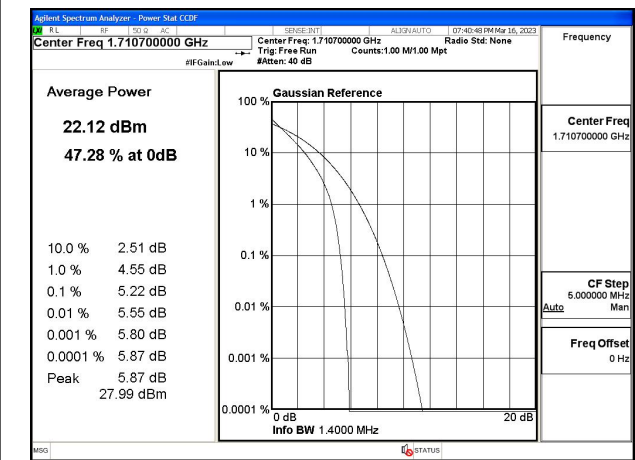 Agilent Spectrum Analyzer - Power Stat CCDF
LXI RL RF 50 Ω AC SENSE:INT ALIGN AUTO 07:40:48 PM Mar 16, 2023
Center Freq 1.710700000 GHz
Center Freq: 1.710700000 GHz Radio Std: None
Trig: Free Run Counts:1.00 M/1.00 Mpt
#IFGain:Low #Atten: 40 dB
Frequency
Average Power
22.12 dBm
47.28 % at 0dB
10.0 % 2.51 dB
1.0 % 4.55 dB
0.1 % 5.22 dB
0.01 % 5.55 dB
0.001 % 5.80 dB
0.0001 % 5.87 dB
Peak 5.87 dB
27.99 dBm
Gaussian Reference
100 %
10 %
1 %
0.1 %
0.01 %
0.001 %
0.0001 %
0 dB 20 dB
Info BW 1.4000 MHz
Center Freq
1.710700000 GHz
CF Step
5.000000 MHz
Auto Man
Freq Offset
0 Hz
MSG STATUS